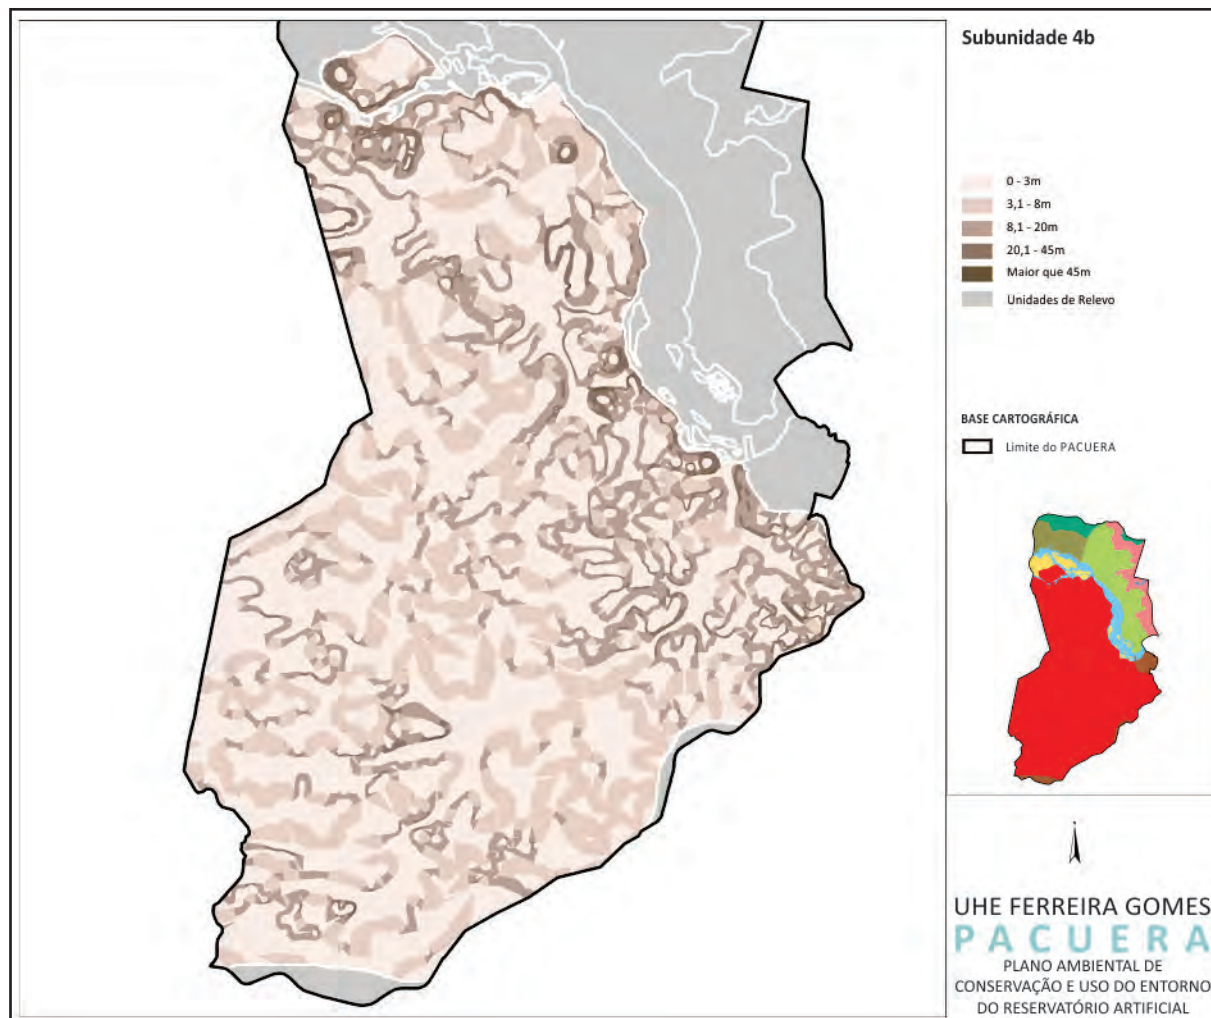 Subunidade 4b
0 - 3m
3,1 - 8m
8,1 - 20m
20,1 - 45m
Maior que 45m
Unidades de Relevo
BASE CARTOGRÁFICA
Limite do PACUERA
UHE FERREIRA GOMES
PACUERA
PLANO AMBIENTAL DE
CONSERVAÇÃO E USO DO ENTORNO
DO RESERVATÓRIO ARTIFICIAL